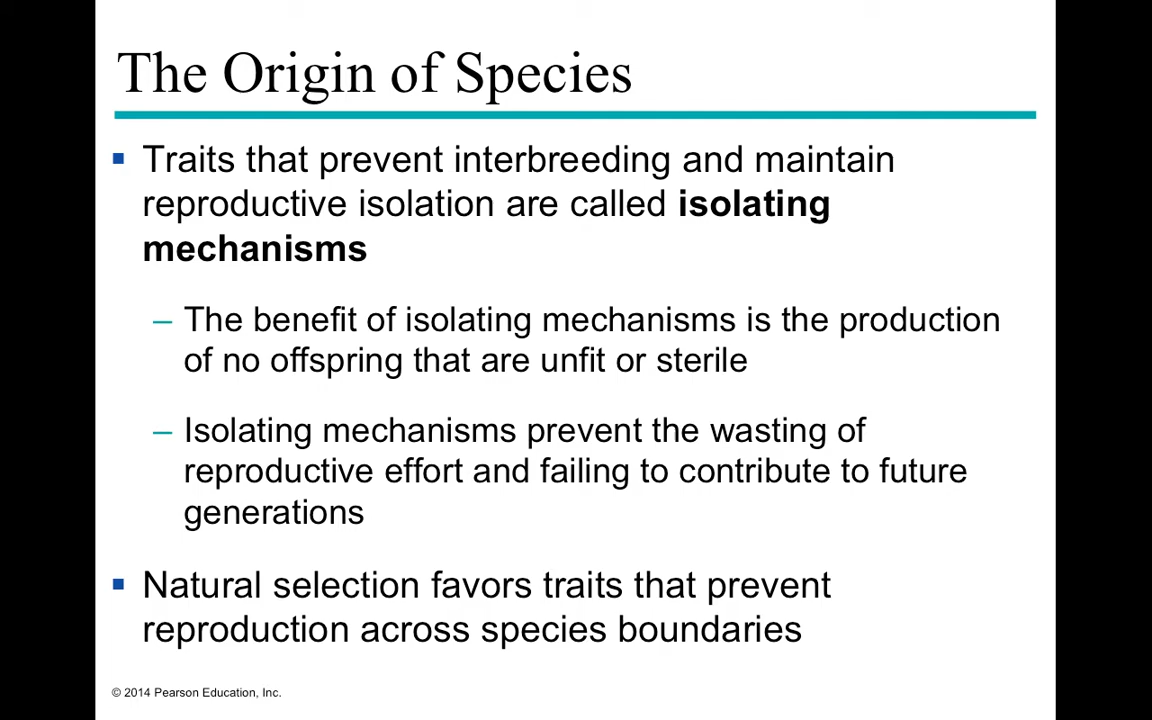 The Origin of Species
▪ Traits that prevent interbreeding and maintain
reproductive isolation are called isolating
mechanisms
– The benefit of isolating mechanisms is the production
of no offspring that are unfit or sterile
– Isolating mechanisms prevent the wasting of
reproductive effort and failing to contribute to future
generations
▪ Natural selection favors traits that prevent
reproduction across species boundaries
© 2014 Pearson Education, Inc.